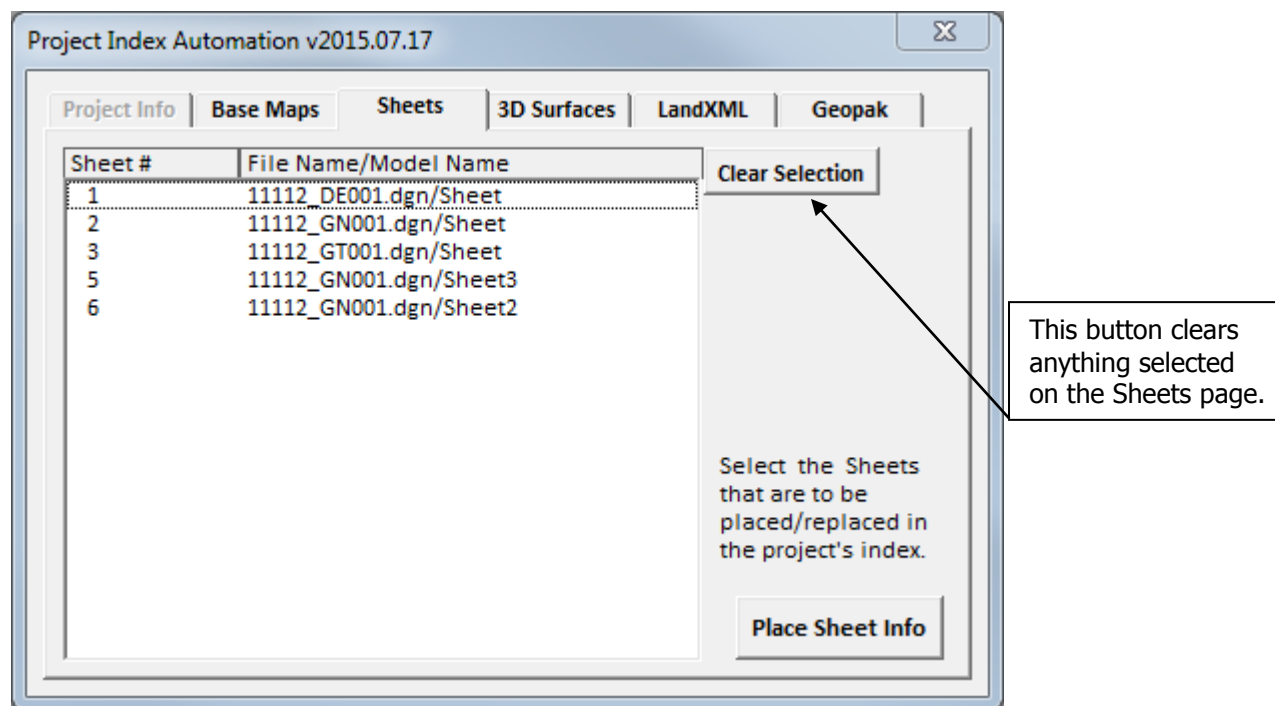 Project Index Automation v2015.07.17
Project Info Base Maps Sheets 3D Surfaces LandXML Geopak
Sheet # File Name/Model Name
1 11112_DE001.dgn/Sheet
2 11112_GN001.dgn/Sheet
3 11112_GT001.dgn/Sheet
5 11112_GN001.dgn/Sheet3
6 11112_GN001.dgn/Sheet2
Clear Selection
This button clears
anything selected
on the Sheets page.
Select the Sheets
that are to be
placed/replaced in
the project's index.
Place Sheet Info